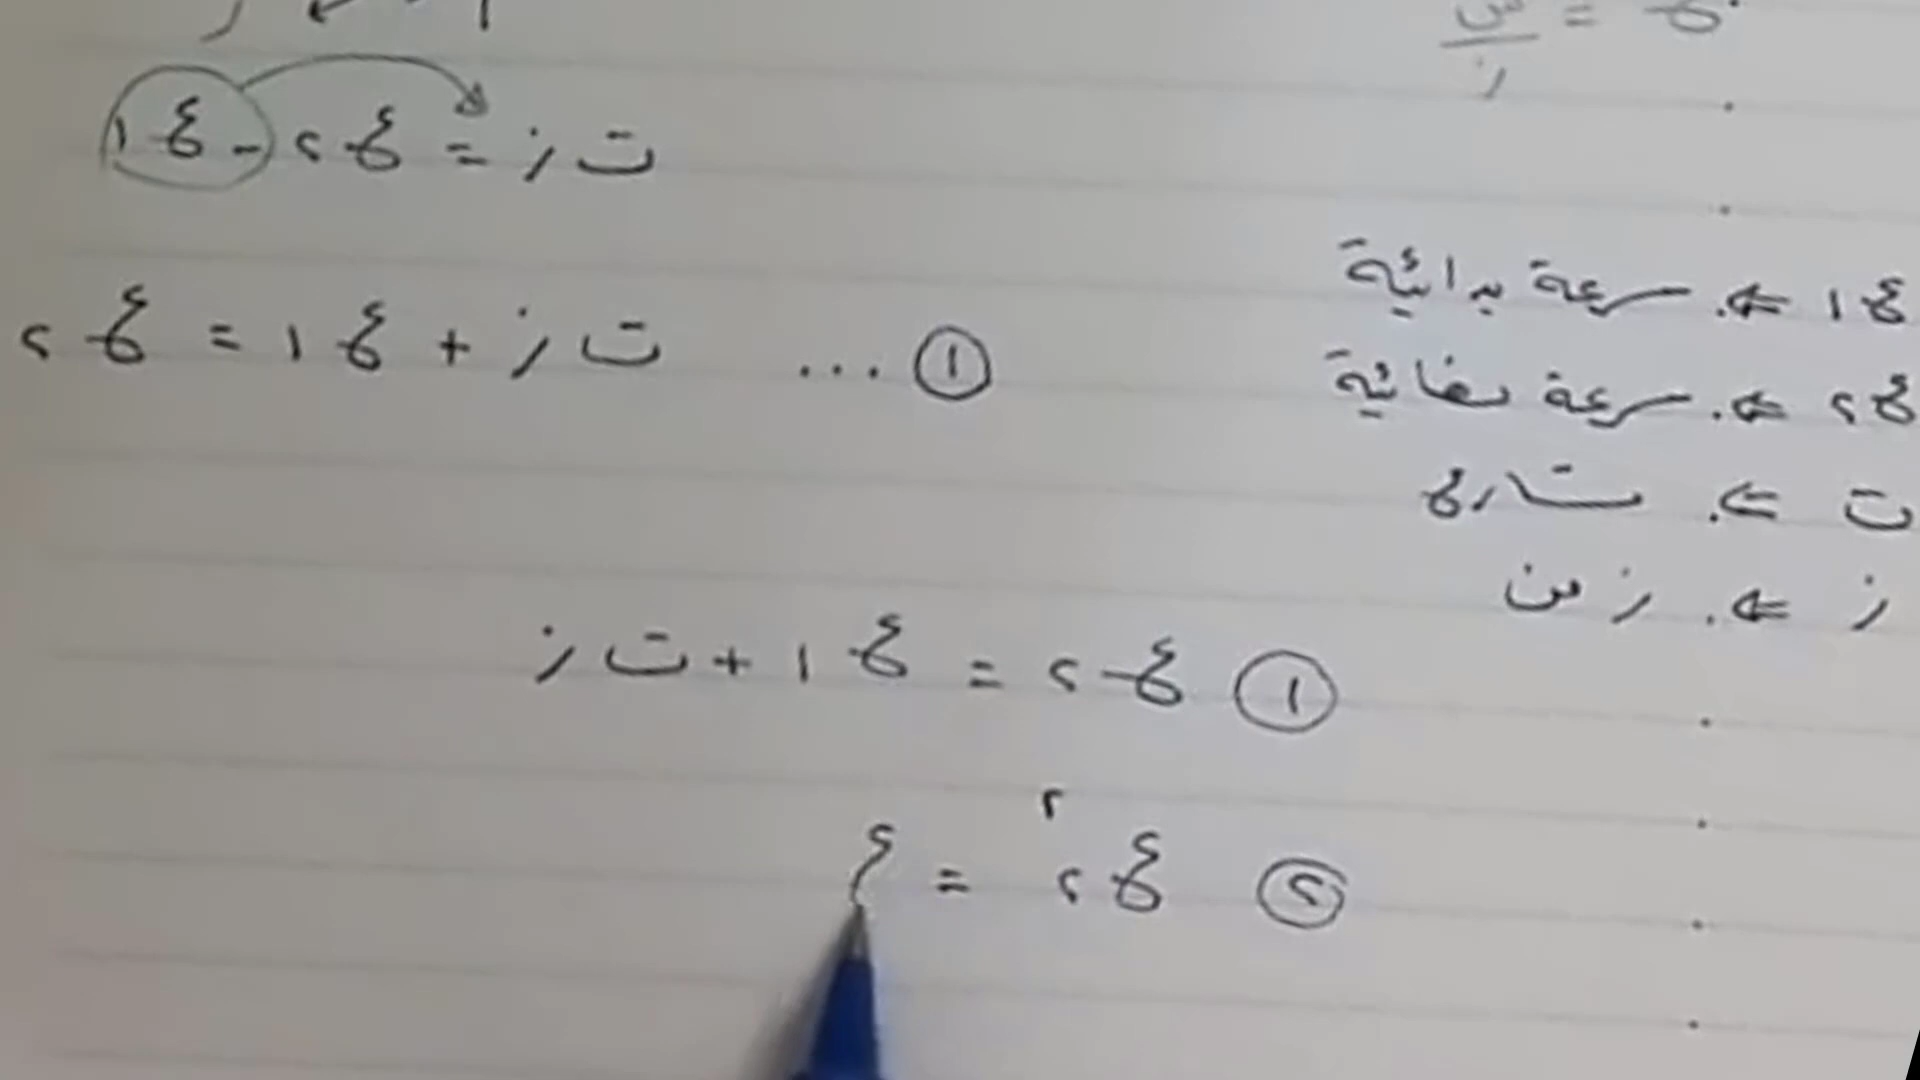 ع = س / ز
ت ز = ع٢ - ع١
ع١ ⇐ سرعة بدائية
ع٢ = ع١ + ت ز ... ①
ع٢ ⇐ سرعة نهائية
ت ⇐ تسارع
ز ⇐ زمن
① ع٢ = ع١ + ت ز
② ع٢² = ع